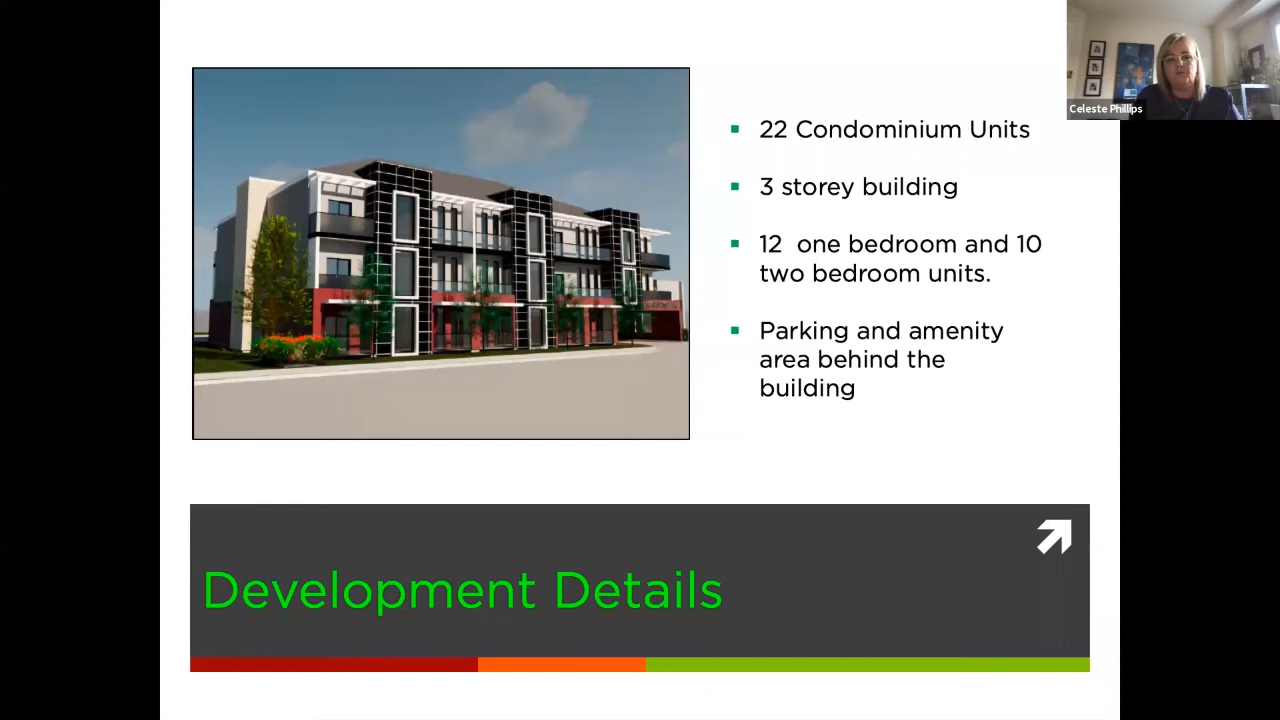 Celeste Phillips
22 Condominium Units
3 storey building
12  one bedroom and 10
two bedroom units.
Parking and amenity
area behind the
building
Development Details